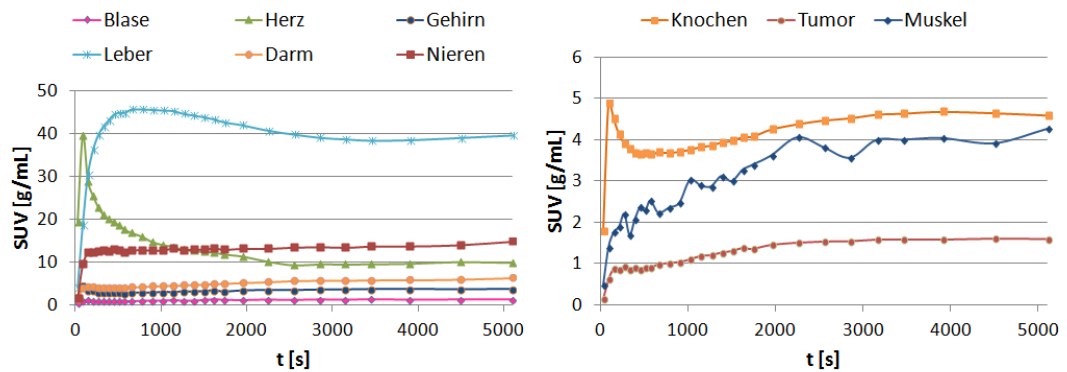 Blase Herz Gehirn
Leber Darm Nieren
SUV [g/mL]
50
40
30
20
10
0
0 1000 2000 3000 4000 5000
t [s]
Knochen Tumor Muskel
SUV [g/mL]
6
5
4
3
2
1
0
0 1000 2000 3000 4000 5000
t [s]